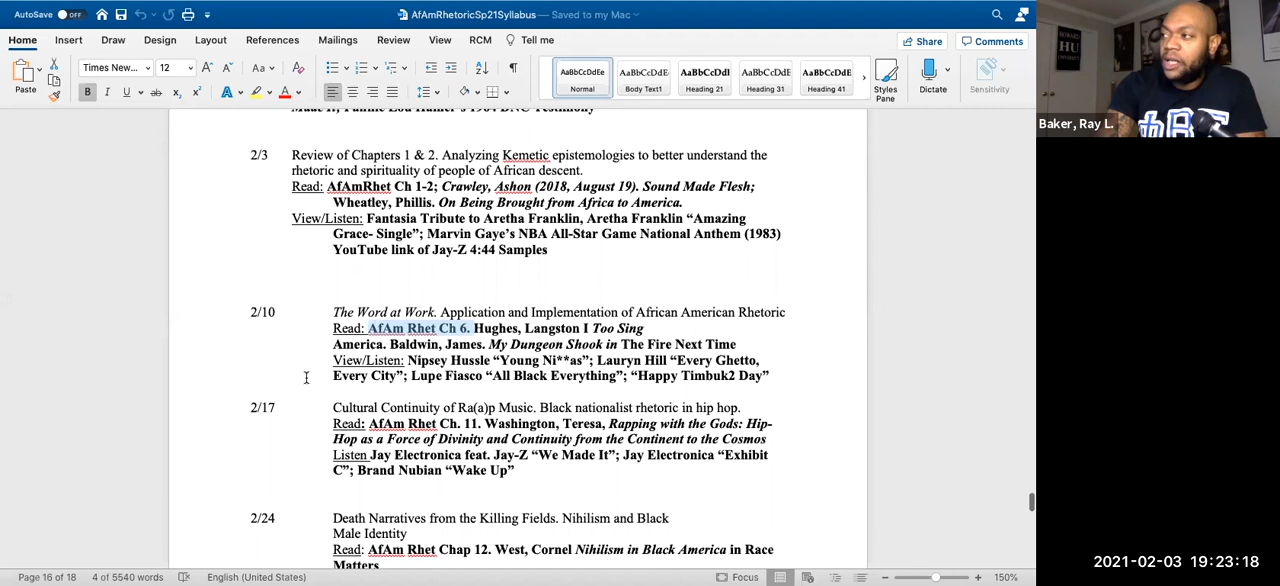 AutoSave OFF AfAmRhetoricSp21Syllabus — Saved to my Mac
Home Insert Draw Design Layout References Mailings Review View RCM Tell me Share Comments
Paste Times New... 12 Aa AaBbCcDdEe Normal AaBbCcDdE Body Text1 AaBbCcDdI Heading 21 AaBbCcDdE Heading 31 AaBbCcDdE Heading 41 Styles Pane Dictate Sensitivity
B I U ab x₂ x² A A
HOWARD
HU
Baker, Ray L.
2/3 Review of Chapters 1 & 2. Analyzing Kemetic epistemologies to better understand the
rhetoric and spirituality of people of African descent.
Read: AfAmRhet Ch 1-2; Crawley, Ashon (2018, August 19). Sound Made Flesh;
Wheatley, Phillis. On Being Brought from Africa to America.
View/Listen: Fantasia Tribute to Aretha Franklin, Aretha Franklin “Amazing
Grace- Single”; Marvin Gaye’s NBA All-Star Game National Anthem (1983)
YouTube link of Jay-Z 4:44 Samples
2/10 The Word at Work. Application and Implementation of African American Rhetoric
Read: AfAm Rhet Ch 6. Hughes, Langston I Too Sing
America. Baldwin, James. My Dungeon Shook in The Fire Next Time
View/Listen: Nipsey Hussle “Young Ni**as”; Lauryn Hill “Every Ghetto,
Every City”; Lupe Fiasco “All Black Everything”; “Happy Timbuk2 Day”
2/17 Cultural Continuity of Ra(a)p Music. Black nationalist rhetoric in hip hop.
Read: AfAm Rhet Ch. 11. Washington, Teresa, Rapping with the Gods: Hip-
Hop as a Force of Divinity and Continuity from the Continent to the Cosmos
Listen Jay Electronica feat. Jay-Z “We Made It”; Jay Electronica “Exhibit
C”; Brand Nubian “Wake Up”
2/24 Death Narratives from the Killing Fields. Nihilism and Black
Male Identity
Read: AfAm Rhet Chap 12. West, Cornel Nihilism in Black America in Race
Matters
2021-02-03 19:23:18
Page 16 of 18 4 of 5540 words English (United States) Focus 150%